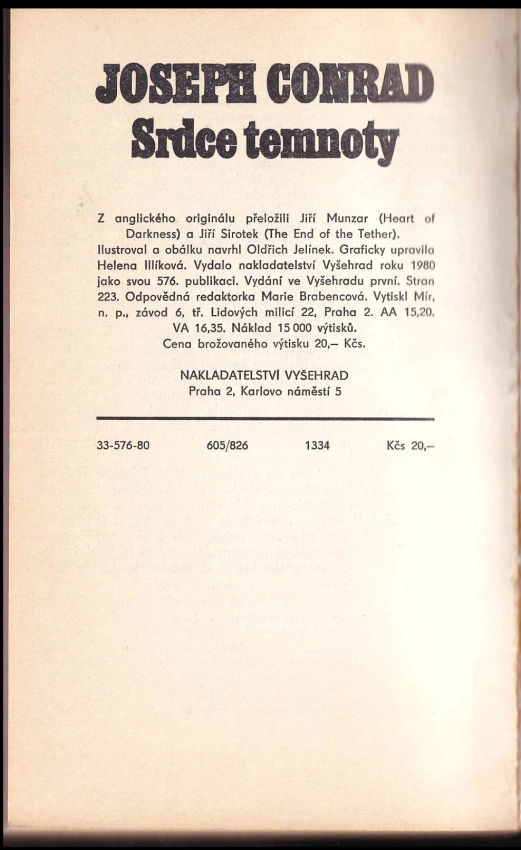 JOSEPH CONRAD
Srdce temnoty
Z anglického originálu přeložili Jiří Munzar (Heart of
Darkness) a Jiří Sirotek (The End of the Tether).
Ilustroval a obálku navrhl Oldřich Jelínek. Graficky upravila
Helena Illíková. Vydalo nakladatelství Vyšehrad roku 1980
jako svou 576. publikaci. Vydání ve Vyšehradu první. Stran
223. Odpovědná redaktorka Marie Brabencová. Vytiskl Mír,
n. p., závod 6, tř. Lidových milicí 22, Praha 2. AA 15,20.
VA 16,35. Náklad 15 000 výtisků.
Cena brožovaného výtisku 20,— Kčs.
NAKLADATELSTVÍ VYŠEHRAD
Praha 2, Karlovo náměstí 5
33-576-80 605/826 1334 Kčs 20,—